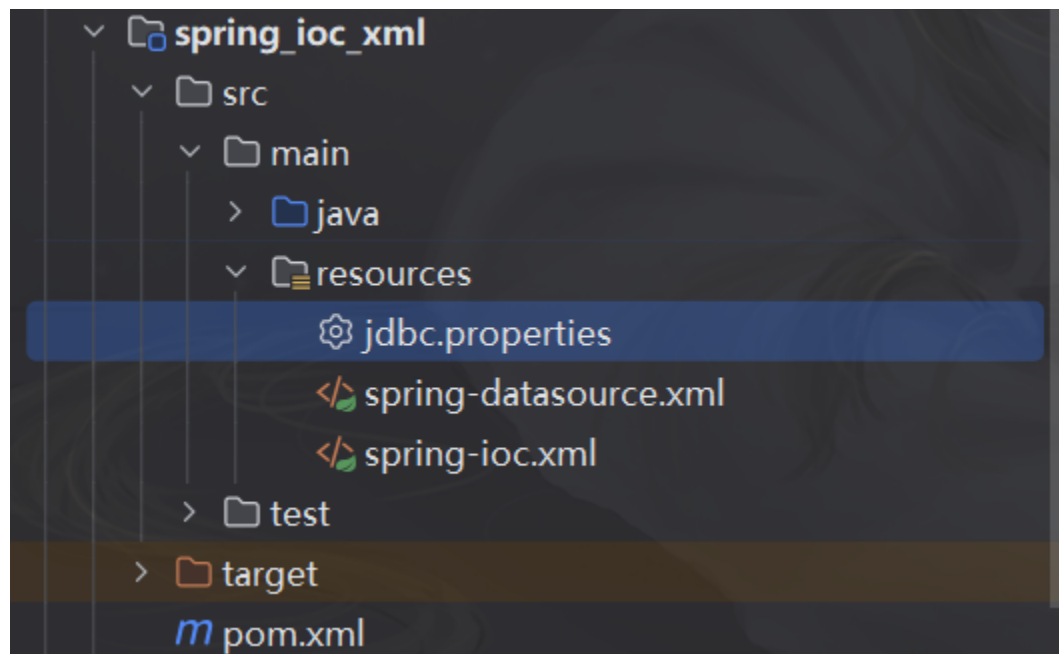 spring_ioc_xml
src
main
java
resources
jdbc.properties
spring-datasource.xml
spring-ioc.xml
test
target
m pom.xml